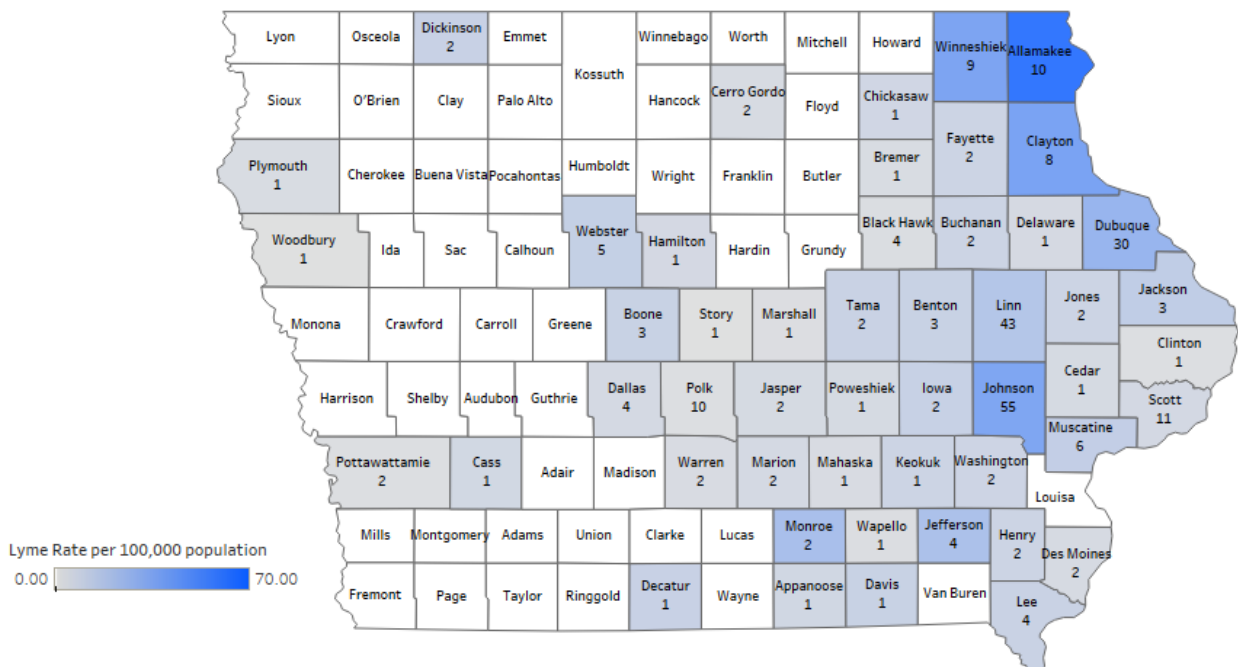 Lyon
Osceola
Dickinson
2
Emmet
Kossuth
Winnebago
Worth
Mitchell
Howard
Winneshiek
9
Allamakee
10
Sioux
O'Brien
Clay
Palo Alto
Hancock
Cerro Gordo
2
Floyd
Chickasaw
1
Fayette
2
Clayton
8
Plymouth
1
Cherokee
Buena Vista
Pocahontas
Humboldt
Wright
Franklin
Butler
Bremer
1
Woodbury
1
Ida
Sac
Calhoun
Webster
5
Hamilton
1
Hardin
Grundy
Black Hawk
4
Buchanan
2
Delaware
1
Dubuque
30
Monona
Crawford
Carroll
Greene
Boone
3
Story
1
Marshall
1
Tama
2
Benton
3
Linn
43
Jones
2
Jackson
3
Clinton
1
Harrison
Shelby
Audubon
Guthrie
Dallas
4
Polk
10
Jasper
2
Poweshiek
1
Iowa
2
Johnson
55
Cedar
1
Scott
11
Muscatine
6
Pottawattamie
2
Cass
1
Adair
Madison
Warren
2
Marion
2
Mahaska
1
Keokuk
1
Washington
2
Louisa
Mills
Montgomery
Adams
Union
Clarke
Lucas
Monroe
2
Wapello
1
Jefferson
4
Henry
2
Des Moines
2
Fremont
Page
Taylor
Ringgold
Decatur
1
Wayne
Appanoose
1
Davis
1
Van Buren
Lee
4
Lyme Rate per 100,000 population
0.00
70.00